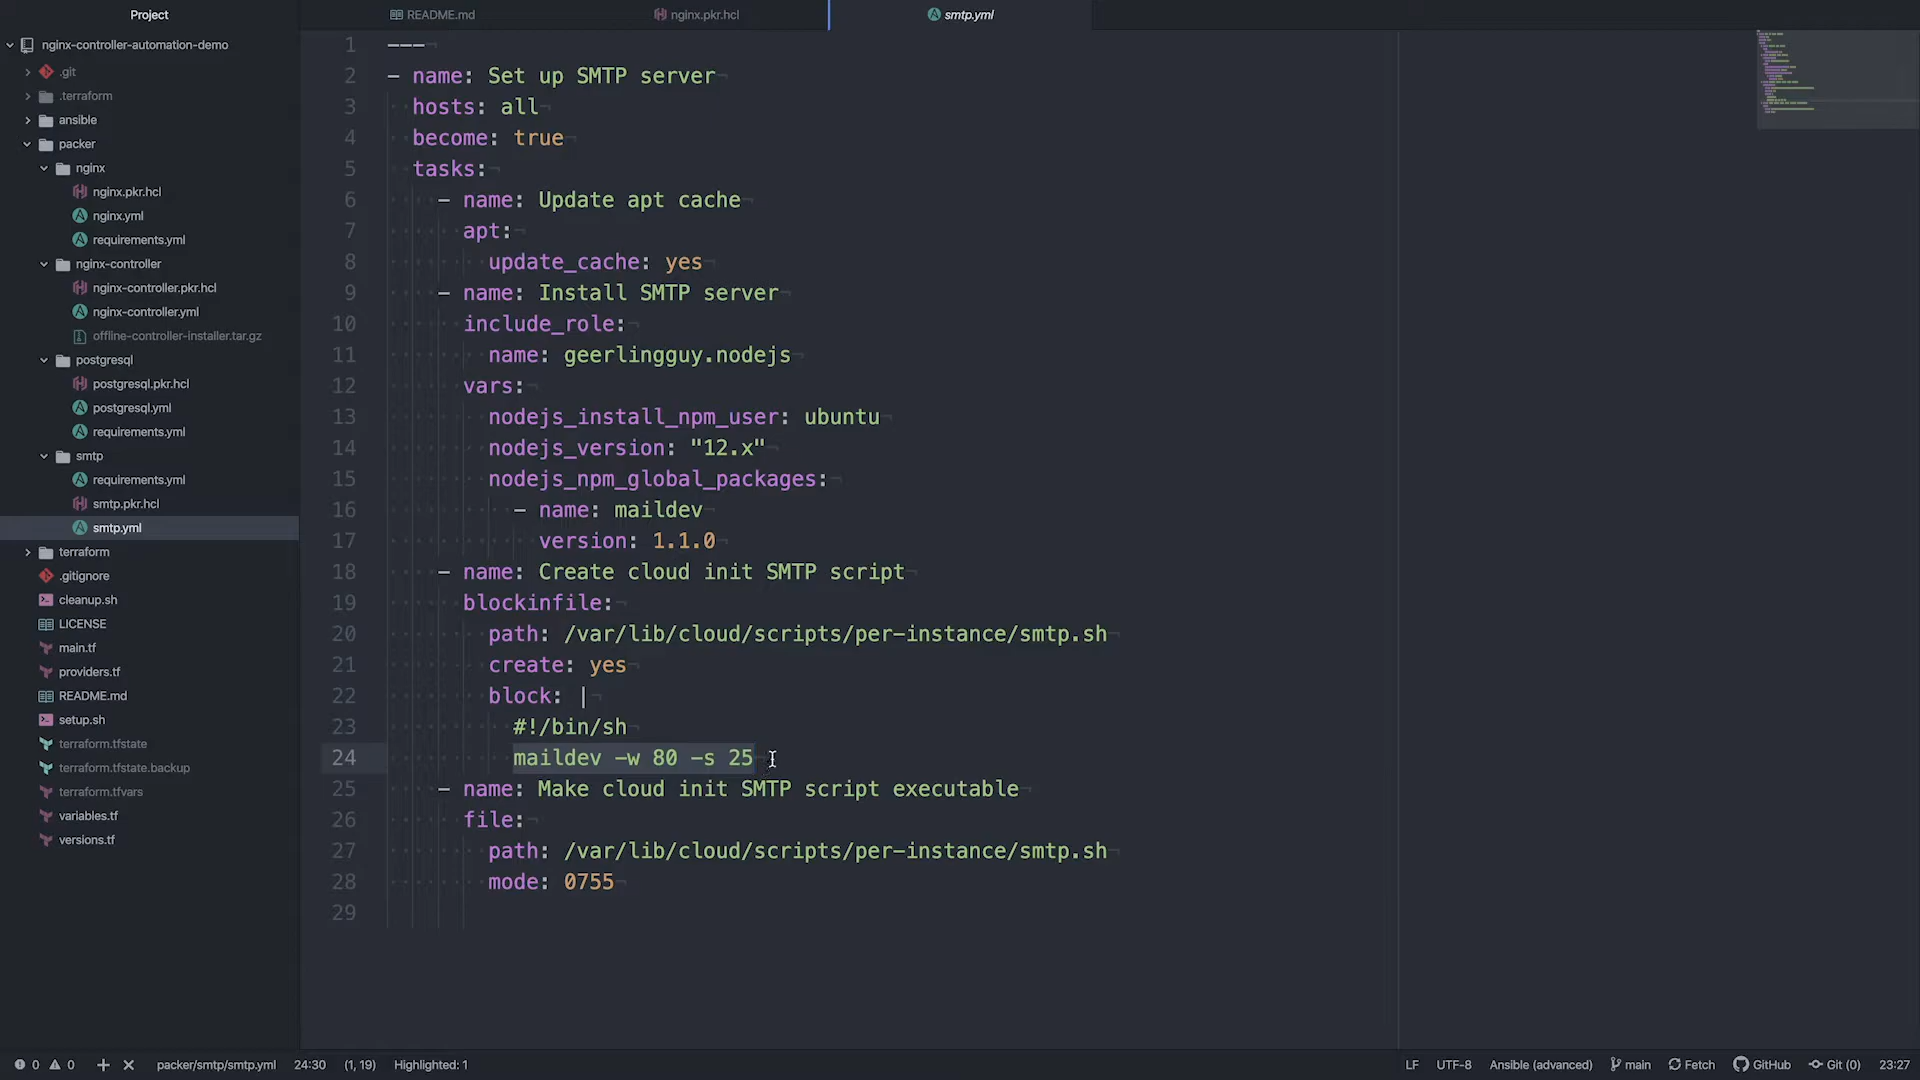 Project
nginx-controller-automation-demo
.git
.terraform
ansible
packer
nginx
nginx.pkr.hcl
nginx.yml
requirements.yml
nginx-controller
nginx-controller.pkr.hcl
nginx-controller.yml
offline-controller-installer.tar.gz
postgresql
postgresql.pkr.hcl
postgresql.yml
requirements.yml
smtp
requirements.yml
smtp.pkr.hcl
smtp.yml
terraform
.gitignore
cleanup.sh
LICENSE
main.tf
providers.tf
README.md
setup.sh
terraform.tfstate
terraform.tfstate.backup
terraform.tfvars
variables.tf
versions.tf
README.md nginx.pkr.hcl smtp.yml
1 ---
2 - name: Set up SMTP server
3 hosts: all
4 become: true
5 tasks:
6 - name: Update apt cache
7 apt:
8 update_cache: yes
9 - name: Install SMTP server
10 include_role:
11 name: geerlingguy.nodejs
12 vars:
13 nodejs_install_npm_user: ubuntu
14 nodejs_version: "12.x"
15 nodejs_npm_global_packages:
16 - name: maildev
17 version: 1.1.0
18 - name: Create cloud init SMTP script
19 blockinfile:
20 path: /var/lib/cloud/scripts/per-instance/smtp.sh
21 create: yes
22 block: |
23 #!/bin/sh
24 maildev -w 80 -s 25
25 - name: Make cloud init SMTP script executable
26 file:
27 path: /var/lib/cloud/scripts/per-instance/smtp.sh
28 mode: 0755
29
0 0 packer/smtp/smtp.yml 24:30 (1, 19) Highlighted: 1 LF UTF-8 Ansible (advanced) main Fetch GitHub Git (0) 23:27